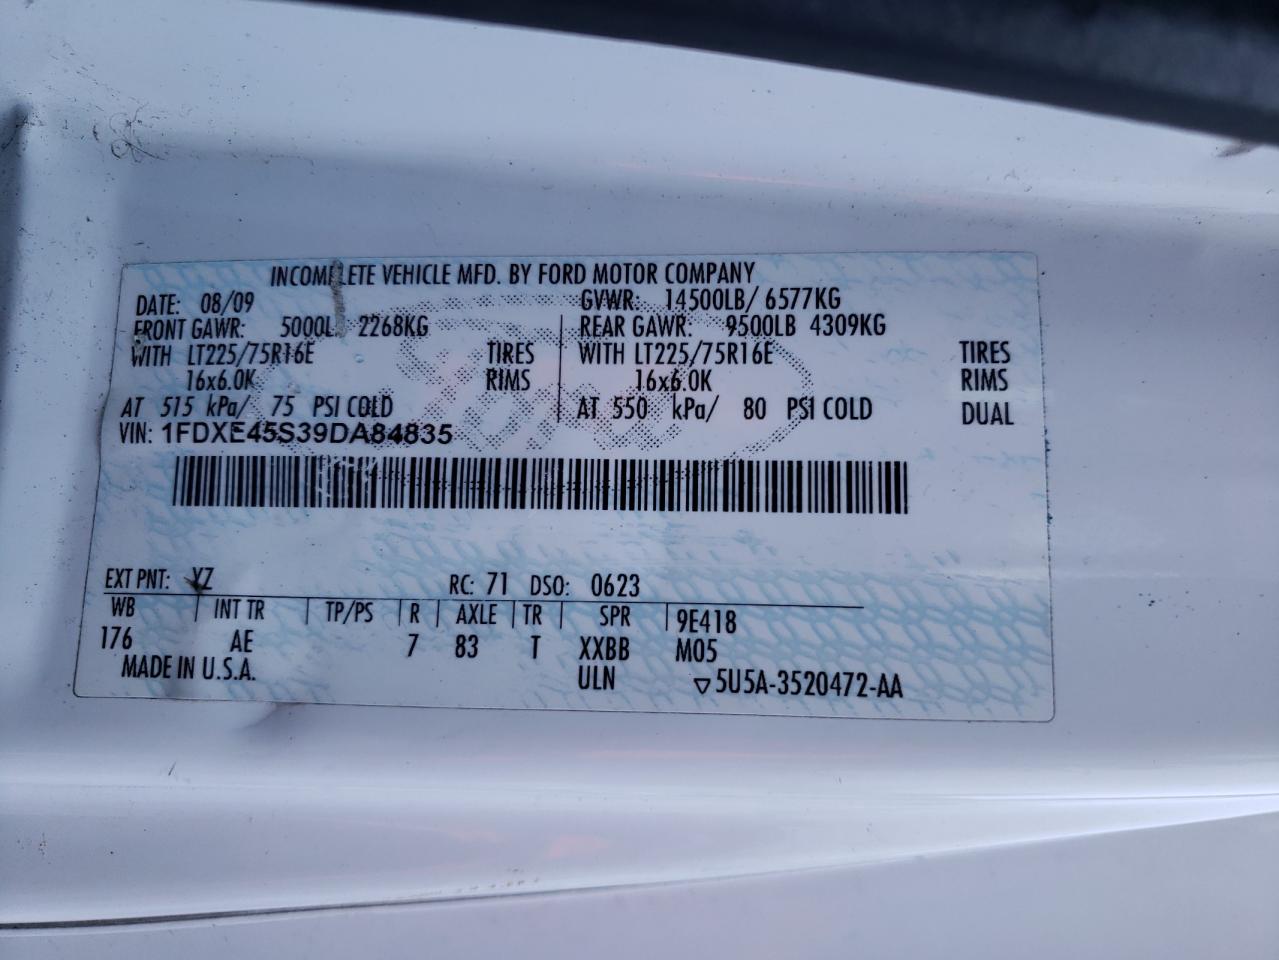 INCOMPLETE VEHICLE MFD. BY FORD MOTOR COMPANY
DATE: 08/09 GVWR: 14500LB/ 6577KG
FRONT GAWR: 5000L 2268KG REAR GAWR: 9500LB 4309KG
WITH LT225/75R16E TIRES WITH LT225/75R16E TIRES
16x6.0K RIMS 16x6.0K RIMS
AT 515 kPa/ 75 PSI COLD AT 550 kPa/ 80 PSI COLD DUAL
VIN: 1FDXE45S39DA84835
EXT PNT: YZ RC: 71 DSO: 0623
WB INT TR TP/PS R AXLE TR SPR 9E418
176 AE 7 83 T XXBB M05
MADE IN U.S.A. ULN ▽5U5A-3520472-AA